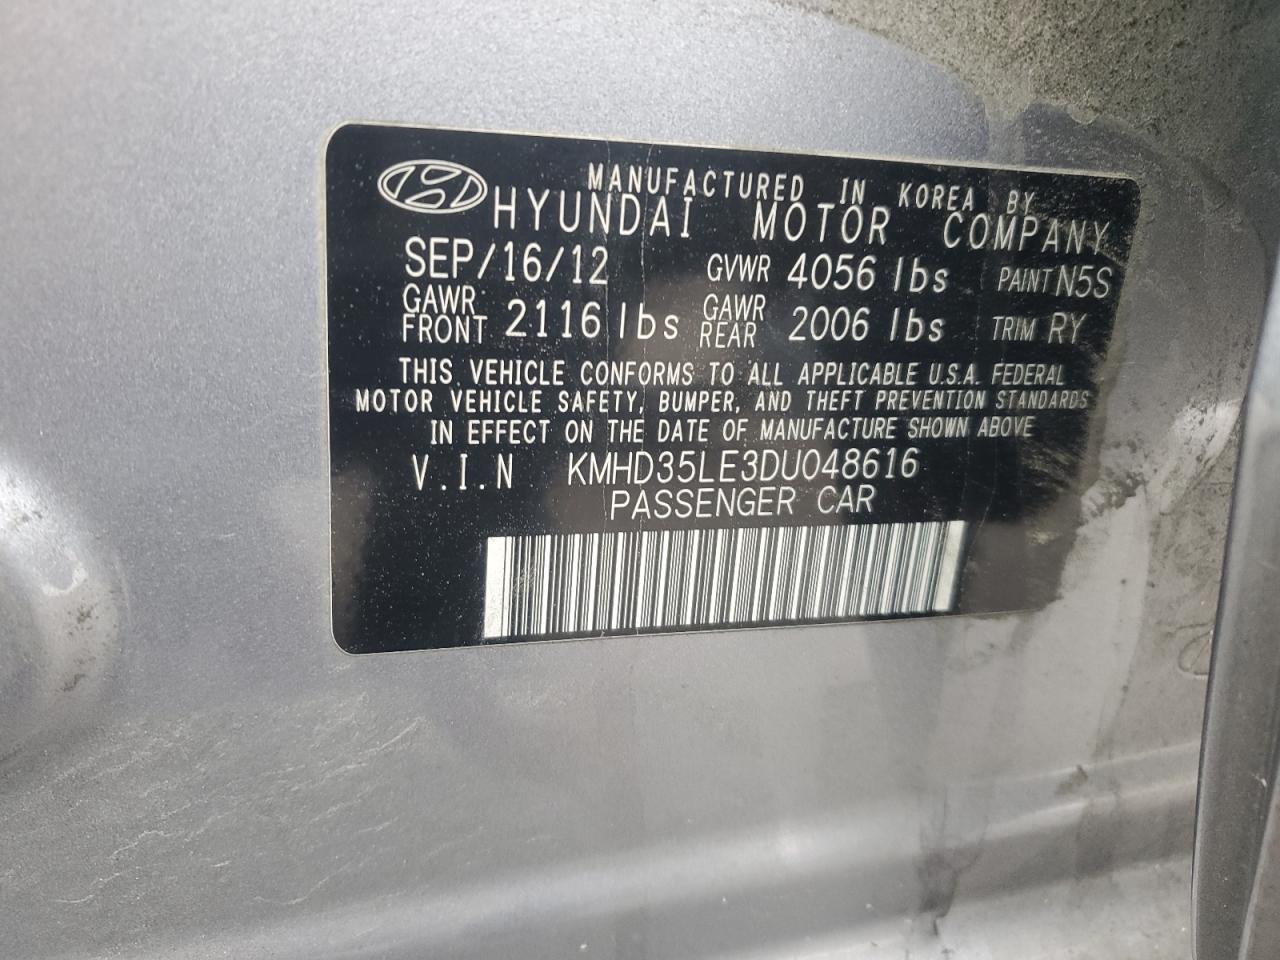 MANUFACTURED IN KOREA BY
HYUNDAI MOTOR COMPANY
SEP/16/12 GVWR 4056 lbs PAINT N5S
GAWR FRONT 2116 lbs GAWR REAR 2006 lbs TRIM RY
THIS VEHICLE CONFORMS TO ALL APPLICABLE U.S.A. FEDERAL
MOTOR VEHICLE SAFETY, BUMPER, AND THEFT PREVENTION STANDARDS
IN EFFECT ON THE DATE OF MANUFACTURE SHOWN ABOVE
V.I.N KMHD35LE3DU048616
PASSENGER CAR